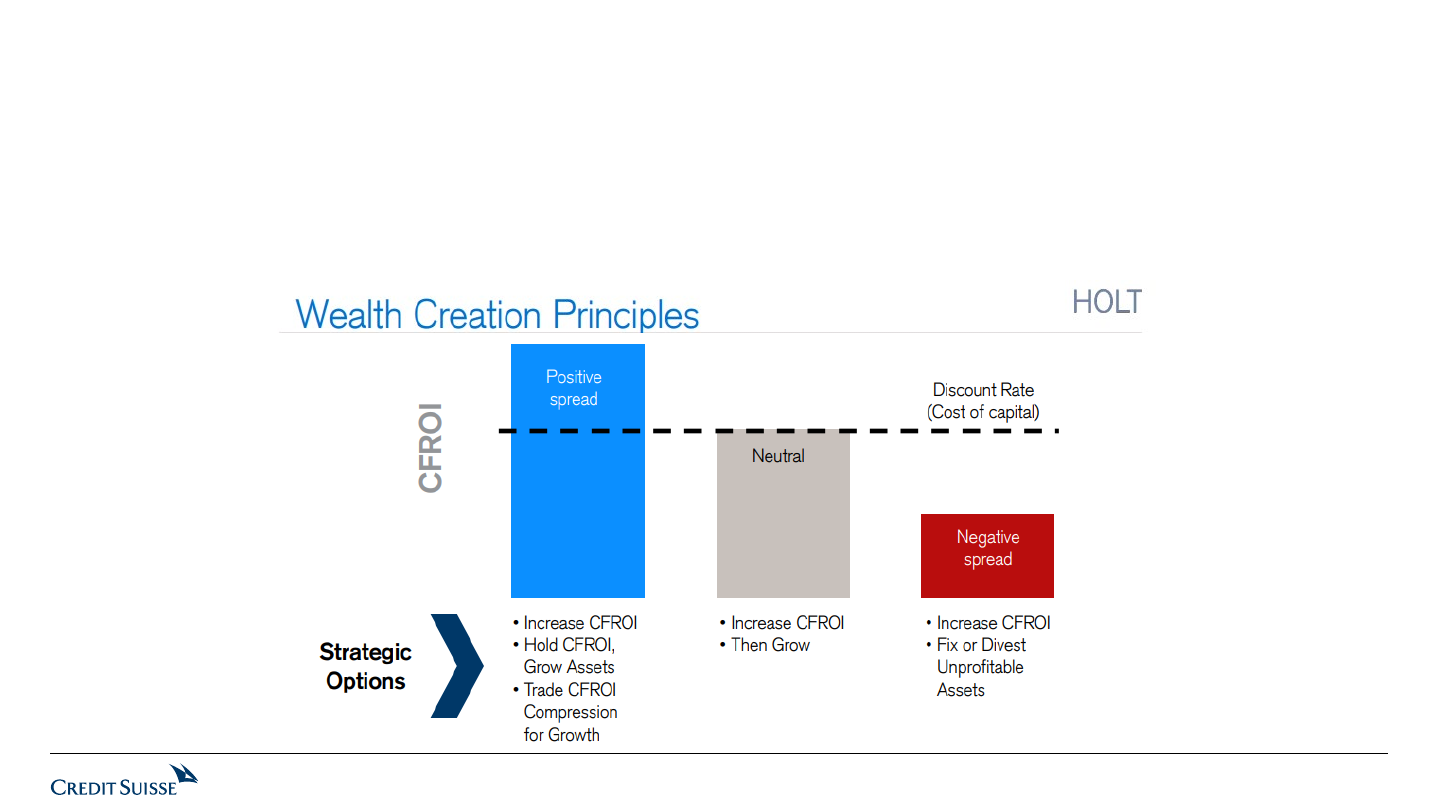 Wealth Creation Principles
HOLT
CFROI
Positive
spread
Neutral
Discount Rate
(Cost of capital)
Negative
spread
Strategic
Options
• Increase CFROI
• Hold CFROI,
Grow Assets
• Trade CFROI
Compression
for Growth
• Increase CFROI
• Then Grow
• Increase CFROI
• Fix or Divest
Unprofitable
Assets
CREDIT SUISSE